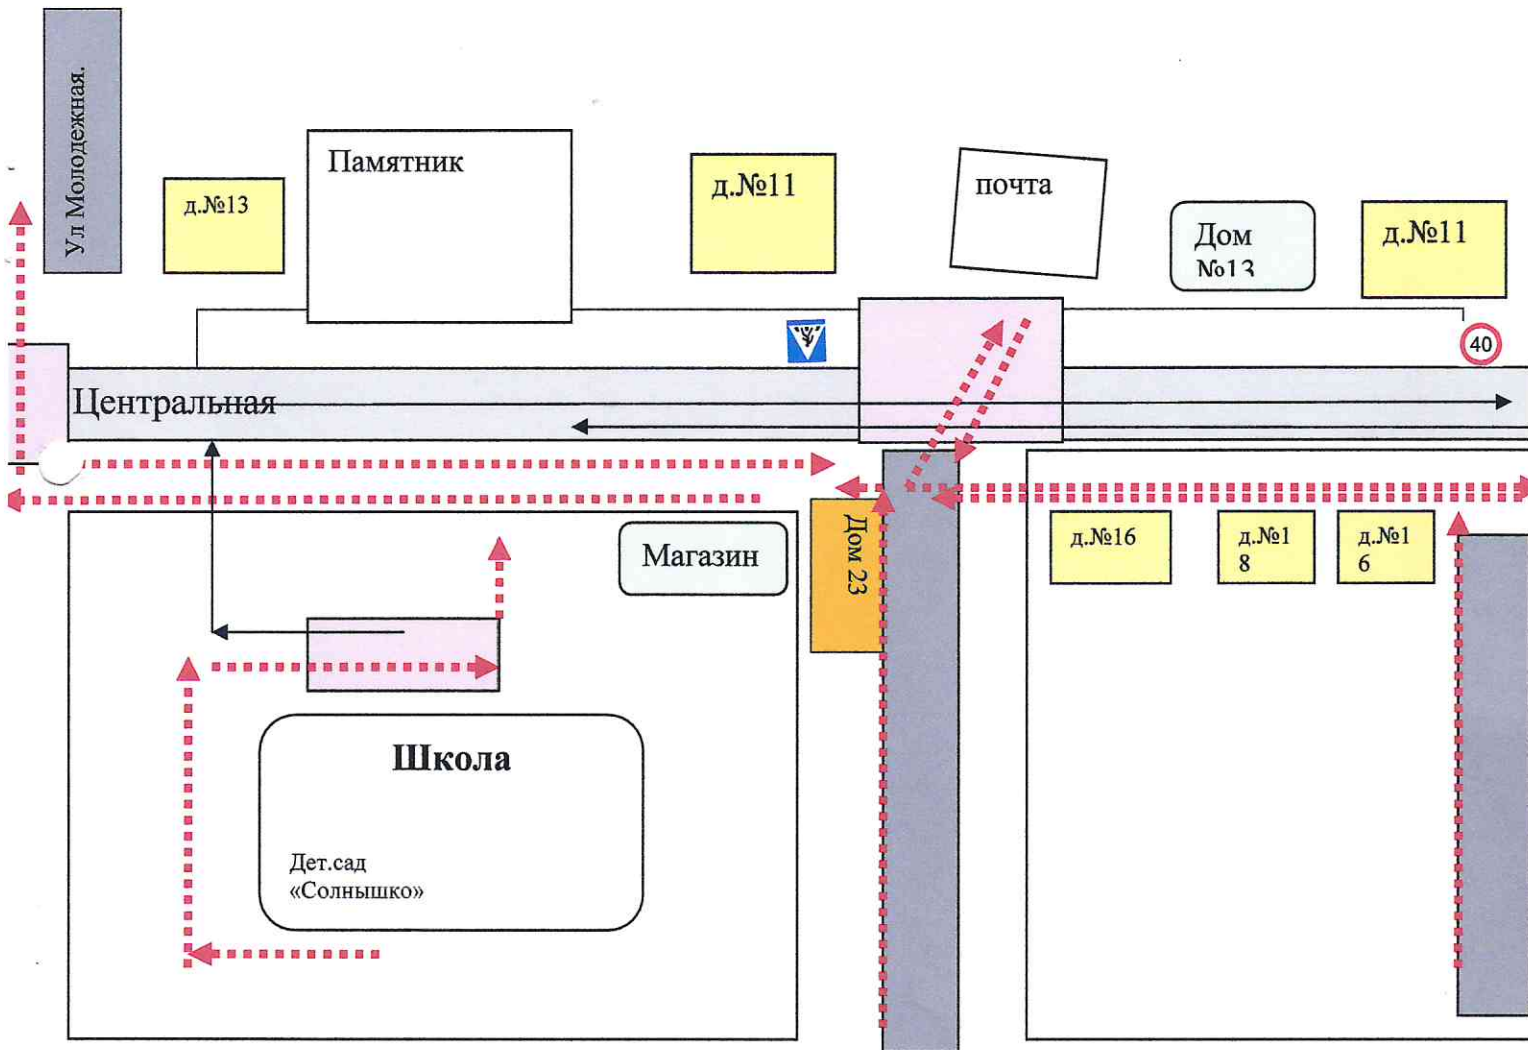 Ул Молодежная.
д.№13
Памятник
д.№11
почта
Дом
№13
д.№11
40
Центральная
Магазин
Дом 23
д.№16
д.№1
8
д.№1
6
Школа
Дет.сад
«Солнышко»